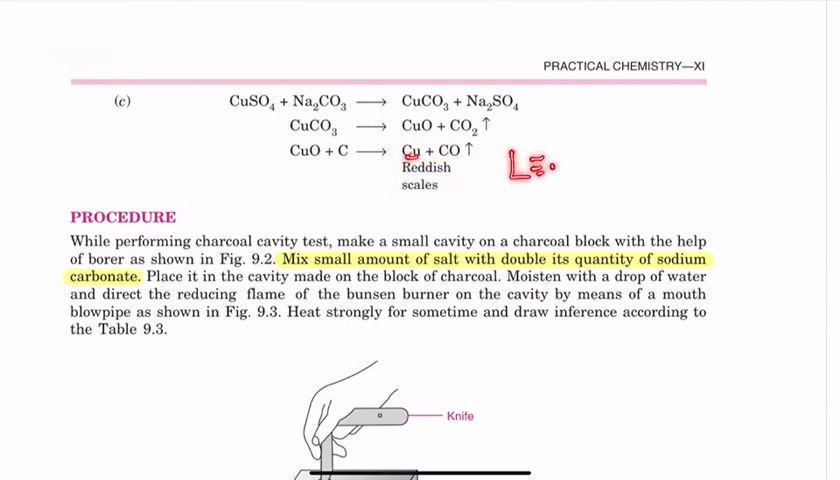 PRACTICAL CHEMISTRY—XI
(c) CuSO₄ + Na₂CO₃ ⟶ CuCO₃ + Na₂SO₄
CuCO₃ ⟶ CuO + CO₂ ↑
CuO + C ⟶ Cu + CO ↑
Reddish
scales
PROCEDURE
While performing charcoal cavity test, make a small cavity on a charcoal block with the help
of borer as shown in Fig. 9.2. Mix small amount of salt with double its quantity of sodium
carbonate. Place it in the cavity made on the block of charcoal. Moisten with a drop of water
and direct the reducing flame of the bunsen burner on the cavity by means of a mouth
blowpipe as shown in Fig. 9.3. Heat strongly for sometime and draw inference according to
the Table 9.3.
Knife